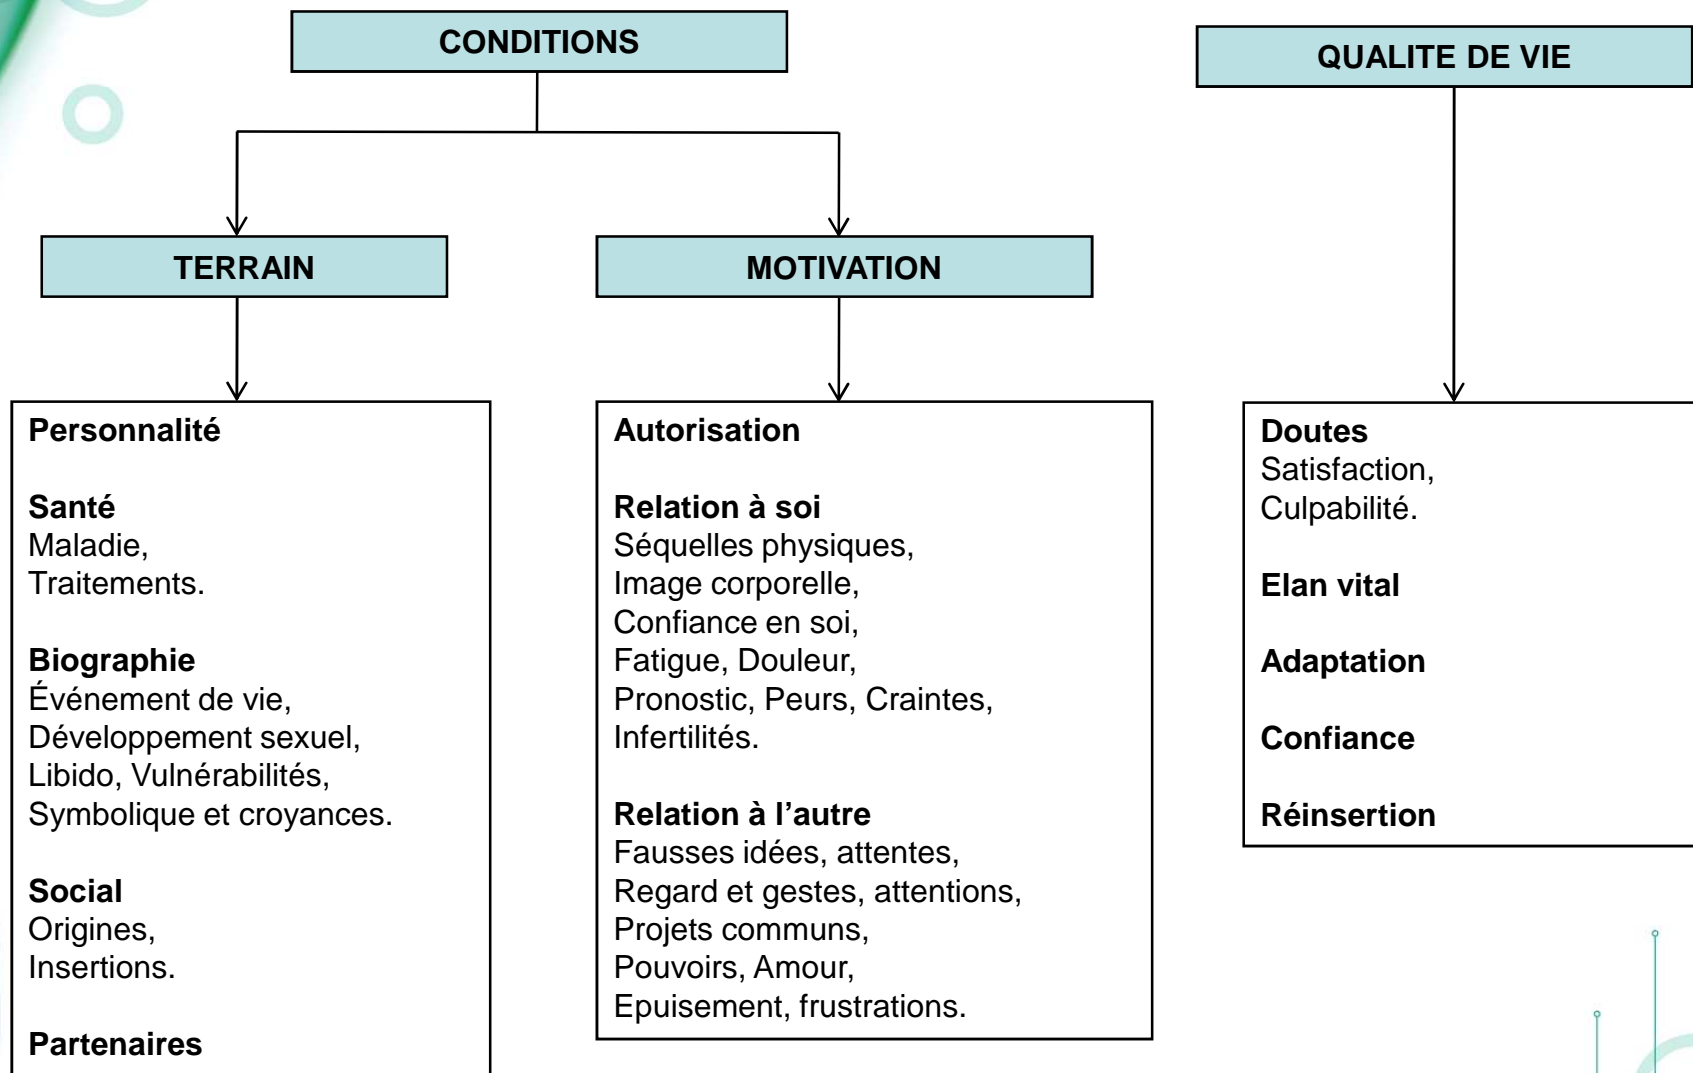 CONDITIONS
QUALITE DE VIE
TERRAIN
MOTIVATION
Personnalité
Santé
Maladie,
Traitements.
Biographie
Événement de vie,
Développement sexuel,
Libido, Vulnérabilités,
Symbolique et croyances.
Social
Origines,
Insertions.
Partenaires
Autorisation
Relation à soi
Séquelles physiques,
Image corporelle,
Confiance en soi,
Fatigue, Douleur,
Pronostic, Peurs, Craintes,
Infertilités.
Relation à l’autre
Fausses idées, attentes,
Regard et gestes, attentions,
Projets communs,
Pouvoirs, Amour,
Epuisement, frustrations.
Doutes
Satisfaction,
Culpabilité.
Elan vital
Adaptation
Confiance
Réinsertion